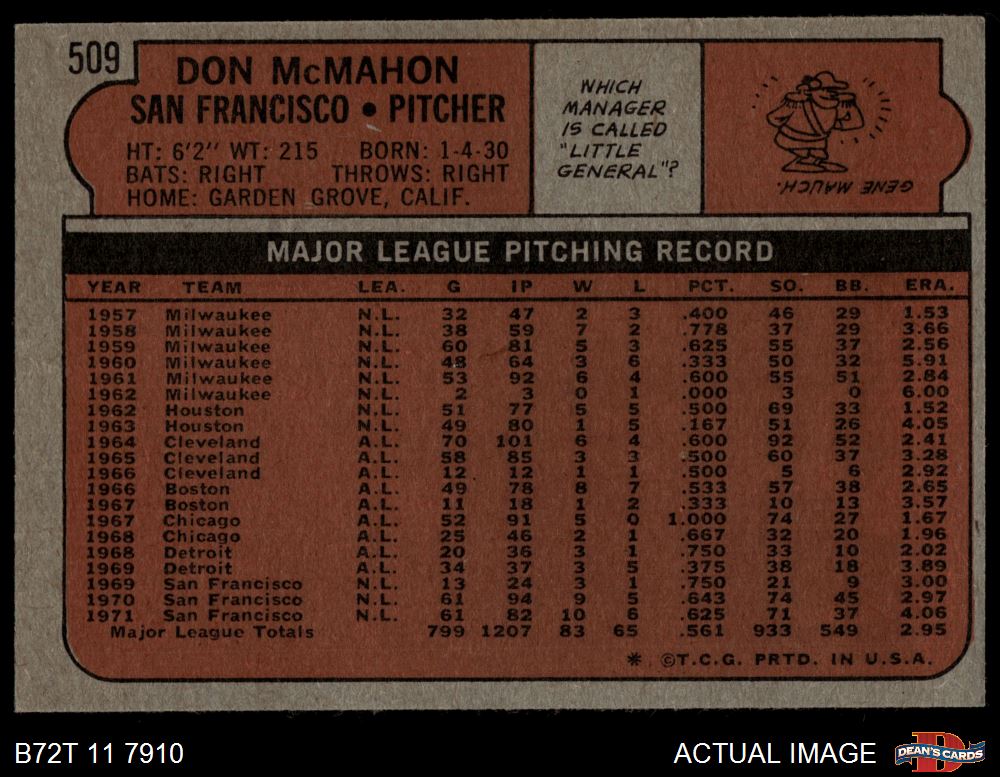 509
DON McMAHON
SAN FRANCISCO • PITCHER
HT: 6'2" WT: 215 BORN: 1-4-30
BATS: RIGHT THROWS: RIGHT
HOME: GARDEN GROVE, CALIF.
WHICH
MANAGER
IS CALLED
"LITTLE
GENERAL"?
GENE MAUCH.
MAJOR LEAGUE PITCHING RECORD
YEAR TEAM LEA. G IP W L PCT. SO. BB. ERA.
1957 Milwaukee N.L. 32 47 2 3 .400 46 29 1.53
1958 Milwaukee N.L. 38 59 7 2 .778 37 29 3.66
1959 Milwaukee N.L. 60 81 5 3 .625 55 37 2.56
1960 Milwaukee N.L. 48 64 3 6 .333 50 32 5.91
1961 Milwaukee N.L. 53 92 6 4 .600 55 51 2.84
1962 Milwaukee N.L. 2 3 0 1 .000 3 0 6.00
1962 Houston N.L. 51 77 5 5 .500 69 33 1.52
1963 Houston N.L. 49 80 1 5 .167 51 26 4.05
1964 Cleveland A.L. 70 101 6 4 .600 92 52 2.41
1965 Cleveland A.L. 58 85 3 3 .500 60 37 3.28
1966 Cleveland A.L. 12 12 1 1 .500 5 6 2.92
1966 Boston A.L. 49 78 8 7 .533 57 38 2.65
1967 Boston A.L. 11 18 1 2 .333 10 13 3.57
1967 Chicago A.L. 52 91 5 0 1.000 74 27 1.67
1968 Chicago A.L. 25 46 2 1 .667 32 20 1.96
1968 Detroit A.L. 20 36 3 1 .750 33 10 2.02
1969 Detroit A.L. 34 37 3 5 .375 38 18 3.89
1969 San Francisco N.L. 13 24 3 1 .750 21 9 3.00
1970 San Francisco N.L. 61 94 9 5 .643 74 45 2.97
1971 San Francisco N.L. 61 82 10 6 .625 71 37 4.06
Major League Totals 799 1207 83 65 .561 933 549 2.95
* ©T.C.G. PRTD. IN U.S.A.
B72T 11 7910
ACTUAL IMAGE
D
DEAN'S CARDS